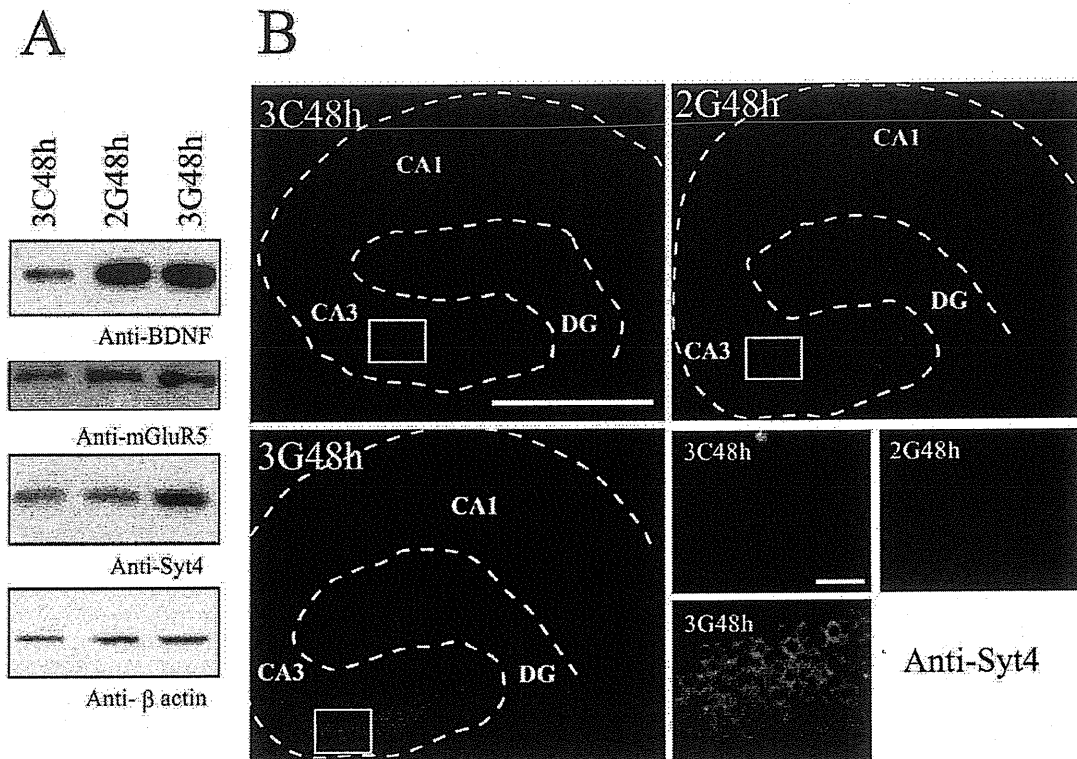 A
B
3C48h
2G48h
3G48h
Anti-BDNF
Anti-mGluR5
Anti-Syt4
Anti- β actin
3C48h
CA1
CA3
DG
2G48h
CA1
CA3
DG
3G48h
CA1
CA3
DG
3C48h
2G48h
3G48h
Anti-Syt4